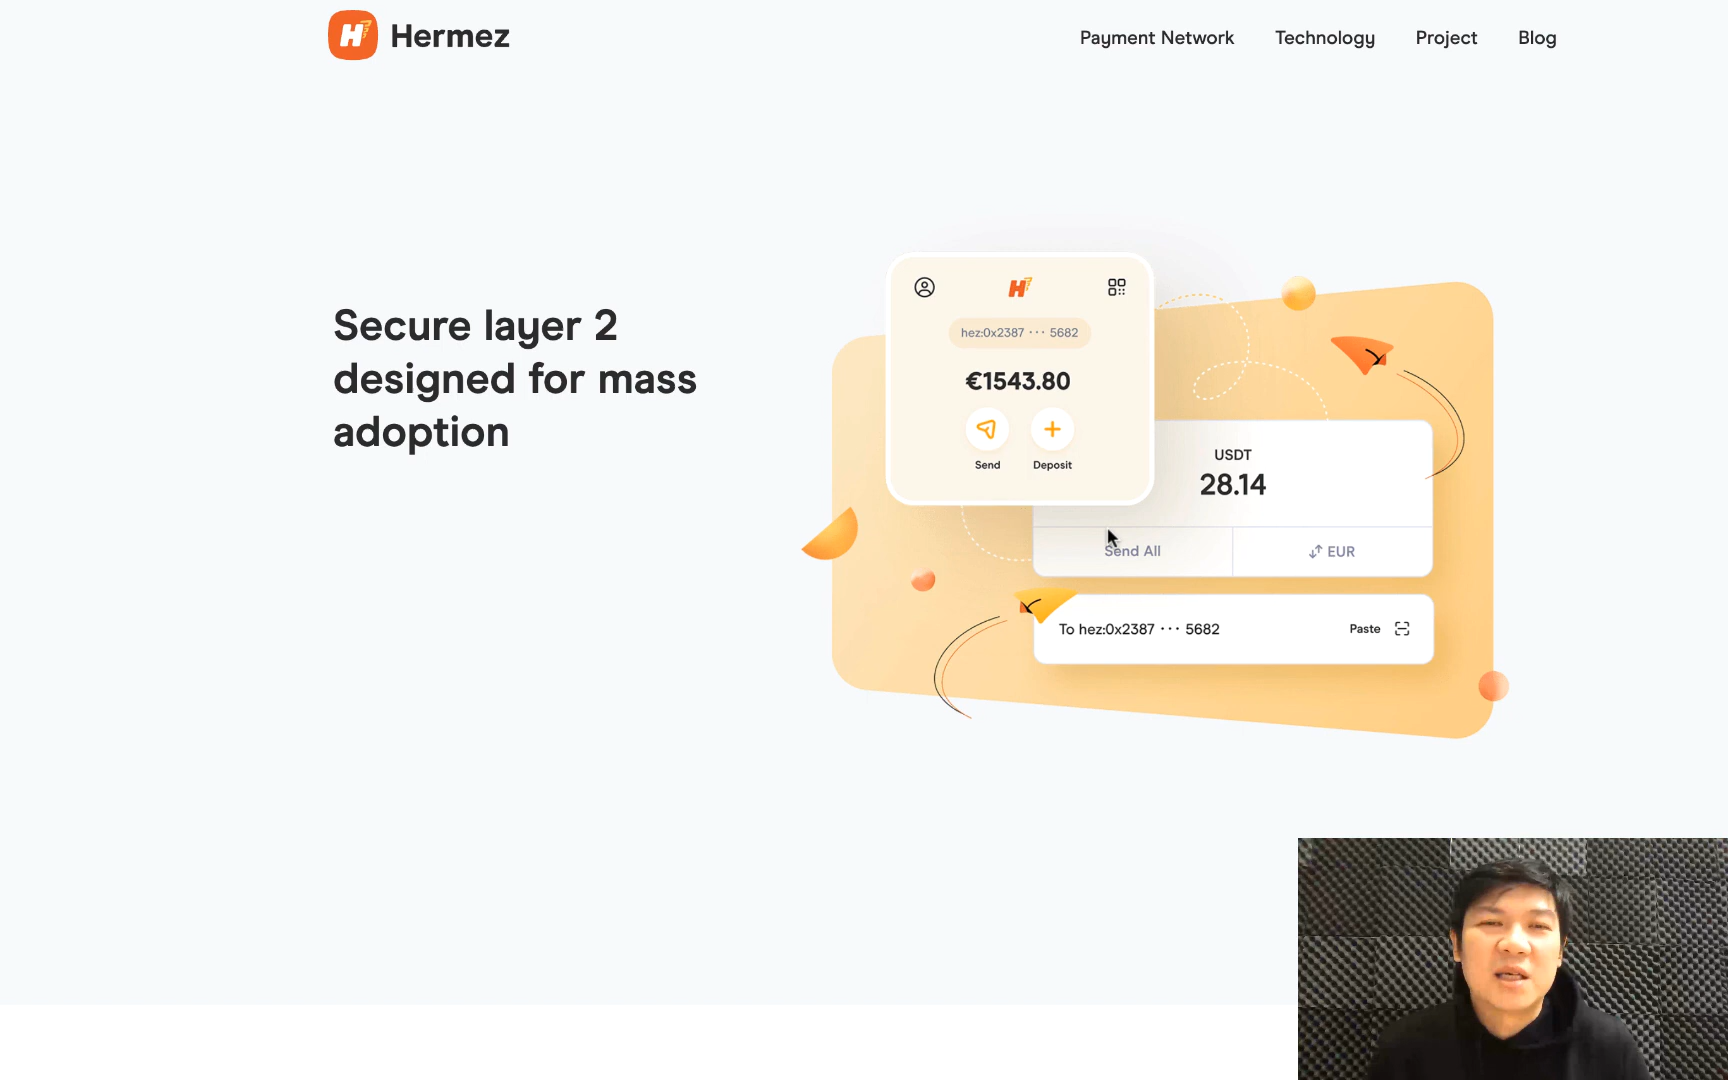 Hermez
Payment Network
Technology
Project
Blog
Secure layer 2
designed for mass
adoption
hez:0x2387 ··· 5682
€1543.80
Send
Deposit
USDT
28.14
Send All
EUR
To hez:0x2387 ··· 5682
Paste